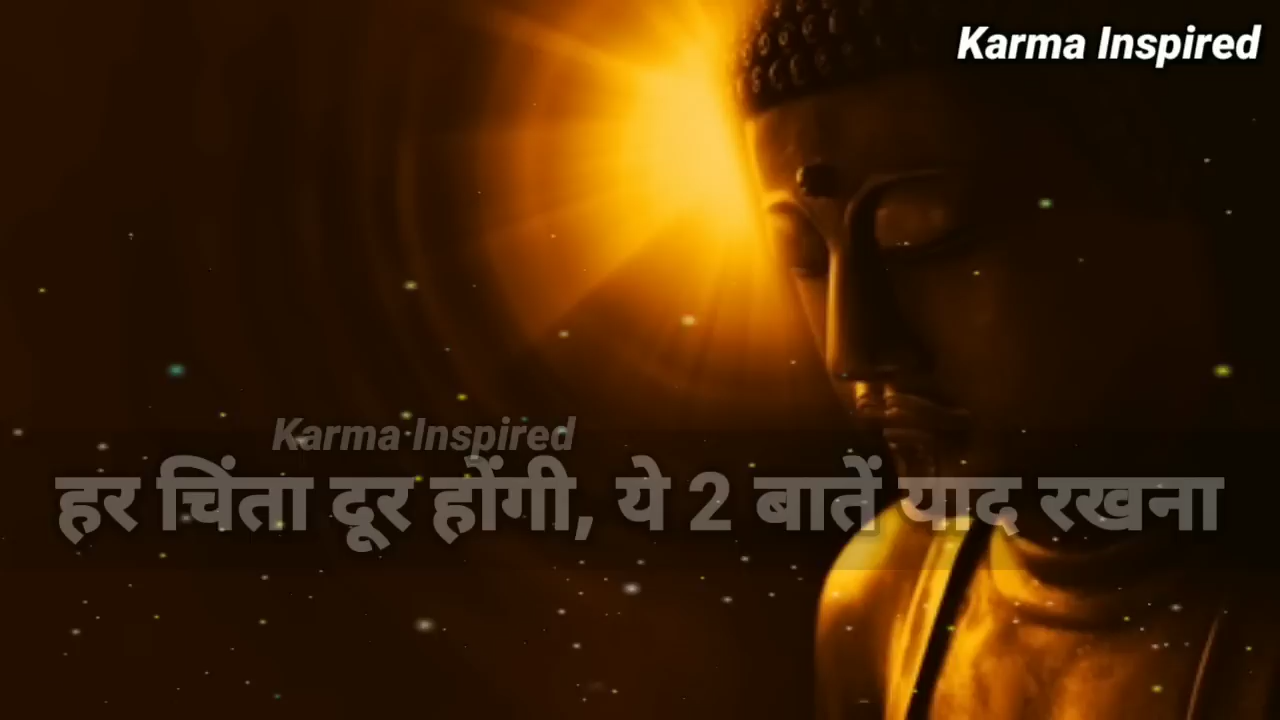 Karma Inspired
Karma Inspired
हर चिंता दूर होंगी, ये 2 बातें याद रखना